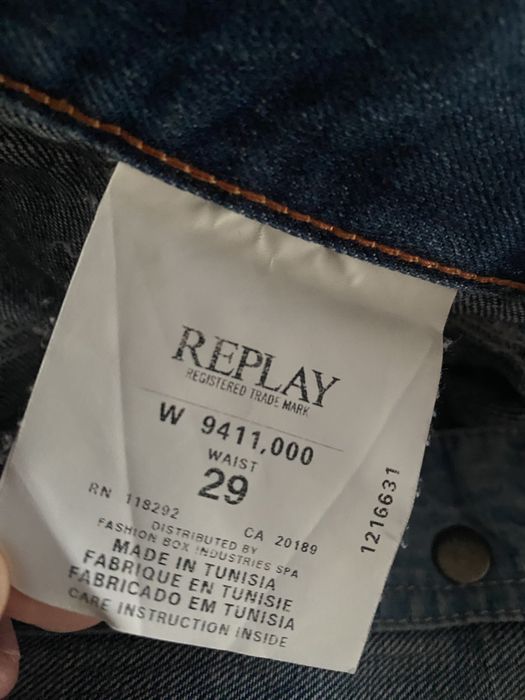 REPLAY
REGISTERED TRADE MARK
W 9411,000
WAIST
29
RN 118292 CA 20189
DISTRIBUTED BY
FASHION BOX INDUSTRIES SPA
MADE IN TUNISIA
FABRIQUE EN TUNISIE
FABRICADO EM TUNISIA
CARE INSTRUCTION INSIDE
1216631